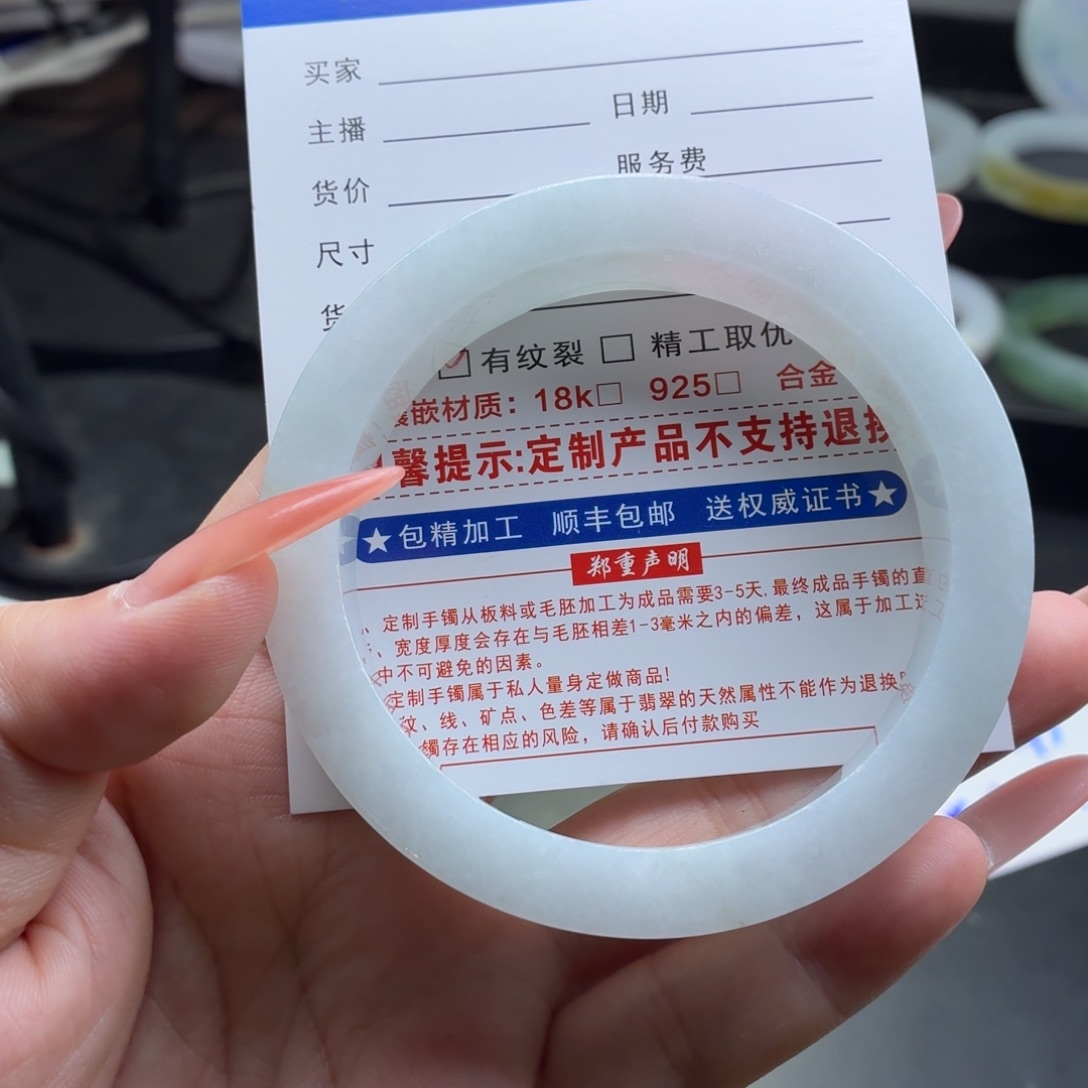 买家
主播 日期
货价 服务费
尺寸
货
有纹裂 精工取优
嵌材质：18k□ 925□ 合金
馨提示:定制产品不支持退换
★包精加工 顺丰包邮 送权威证书★
郑重声明
、定制手镯从板料或毛胚加工为成品需要3-5天,最终成品手镯的直
、宽度厚度会存在与毛胚相差1-3毫米之内的偏差，这属于加工过
中不可避免的因素。
定制手镯属于私人量身定做商品!
纹、线、矿点、色差等属于翡翠的天然属性不能作为退换
镯存在相应的风险，请确认后付款购买